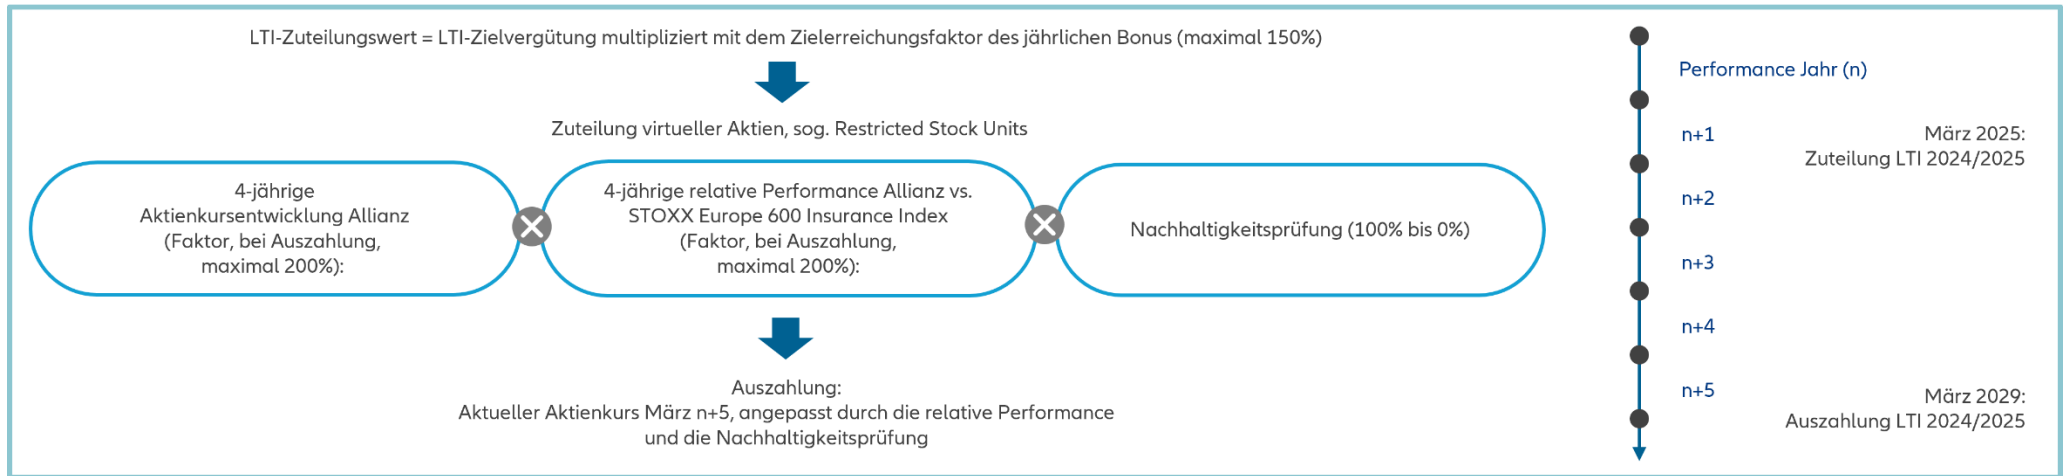 LTI-Zuteilungswert = LTI-Zielvergütung multipliziert mit dem Zielerreichungsfaktor des jährlichen Bonus (maximal 150%)
Zuteilung virtueller Aktien, sog. Restricted Stock Units
4-jährige
Aktienkursentwicklung Allianz
(Faktor, bei Auszahlung,
maximal 200%):
4-jährige relative Performance Allianz vs.
STOXX Europe 600 Insurance Index
(Faktor, bei Auszahlung,
maximal 200%):
Nachhaltigkeitsprüfung (100% bis 0%)
Auszahlung:
Aktueller Aktienkurs März n+5, angepasst durch die relative Performance
und die Nachhaltigkeitsprüfung
Performance Jahr (n)
n+1
März 2025:
Zuteilung LTI 2024/2025
n+2
n+3
n+4
n+5
März 2029:
Auszahlung LTI 2024/2025